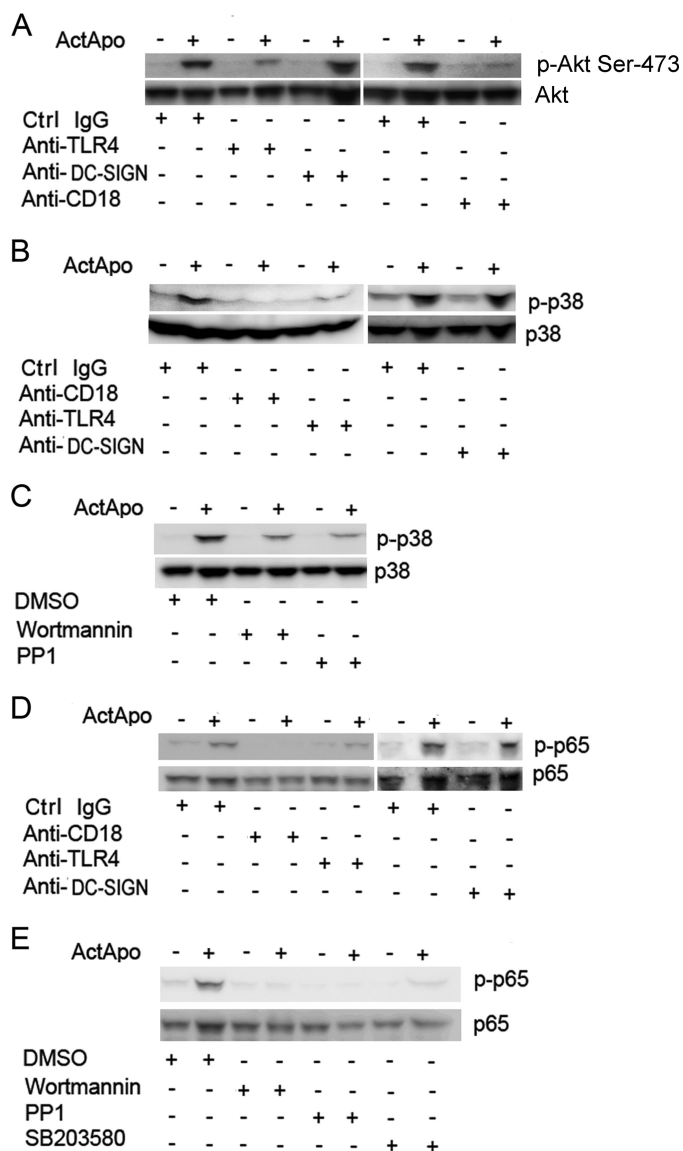 A
ActApo - + - + - + - + - +
p-Akt Ser-473
Akt
Ctrl IgG + + - - - - + + - -
Anti-TLR4 - - + + - - - - - -
Anti-DC-SIGN - - - - + + - - - -
Anti-CD18 - - - - - - - - + +
B
ActApo - + - + - + - + - +
p-p38
p38
Ctrl IgG + + - - - - + + - -
Anti-CD18 - - + + - - - - - -
Anti-TLR4 - - - - + + - - - -
Anti-DC-SIGN - - - - - - - - + +
C
ActApo - + - + - +
p-p38
p38
DMSO + + - - - -
Wortmannin - - + + - -
PP1 - - - - + +
D
ActApo - + - + - + - + - +
p-p65
p65
Ctrl IgG + + - - - - + + - -
Anti-CD18 - - + + - - - - - -
Anti-TLR4 - - - - + + - - - -
Anti-DC-SIGN - - - - - - - - + +
E
ActApo - + - + - + - +
p-p65
p65
DMSO + + - - - - - -
Wortmannin - - + + - - - -
PP1 - - - - + + - -
SB203580 - - - - - - + +